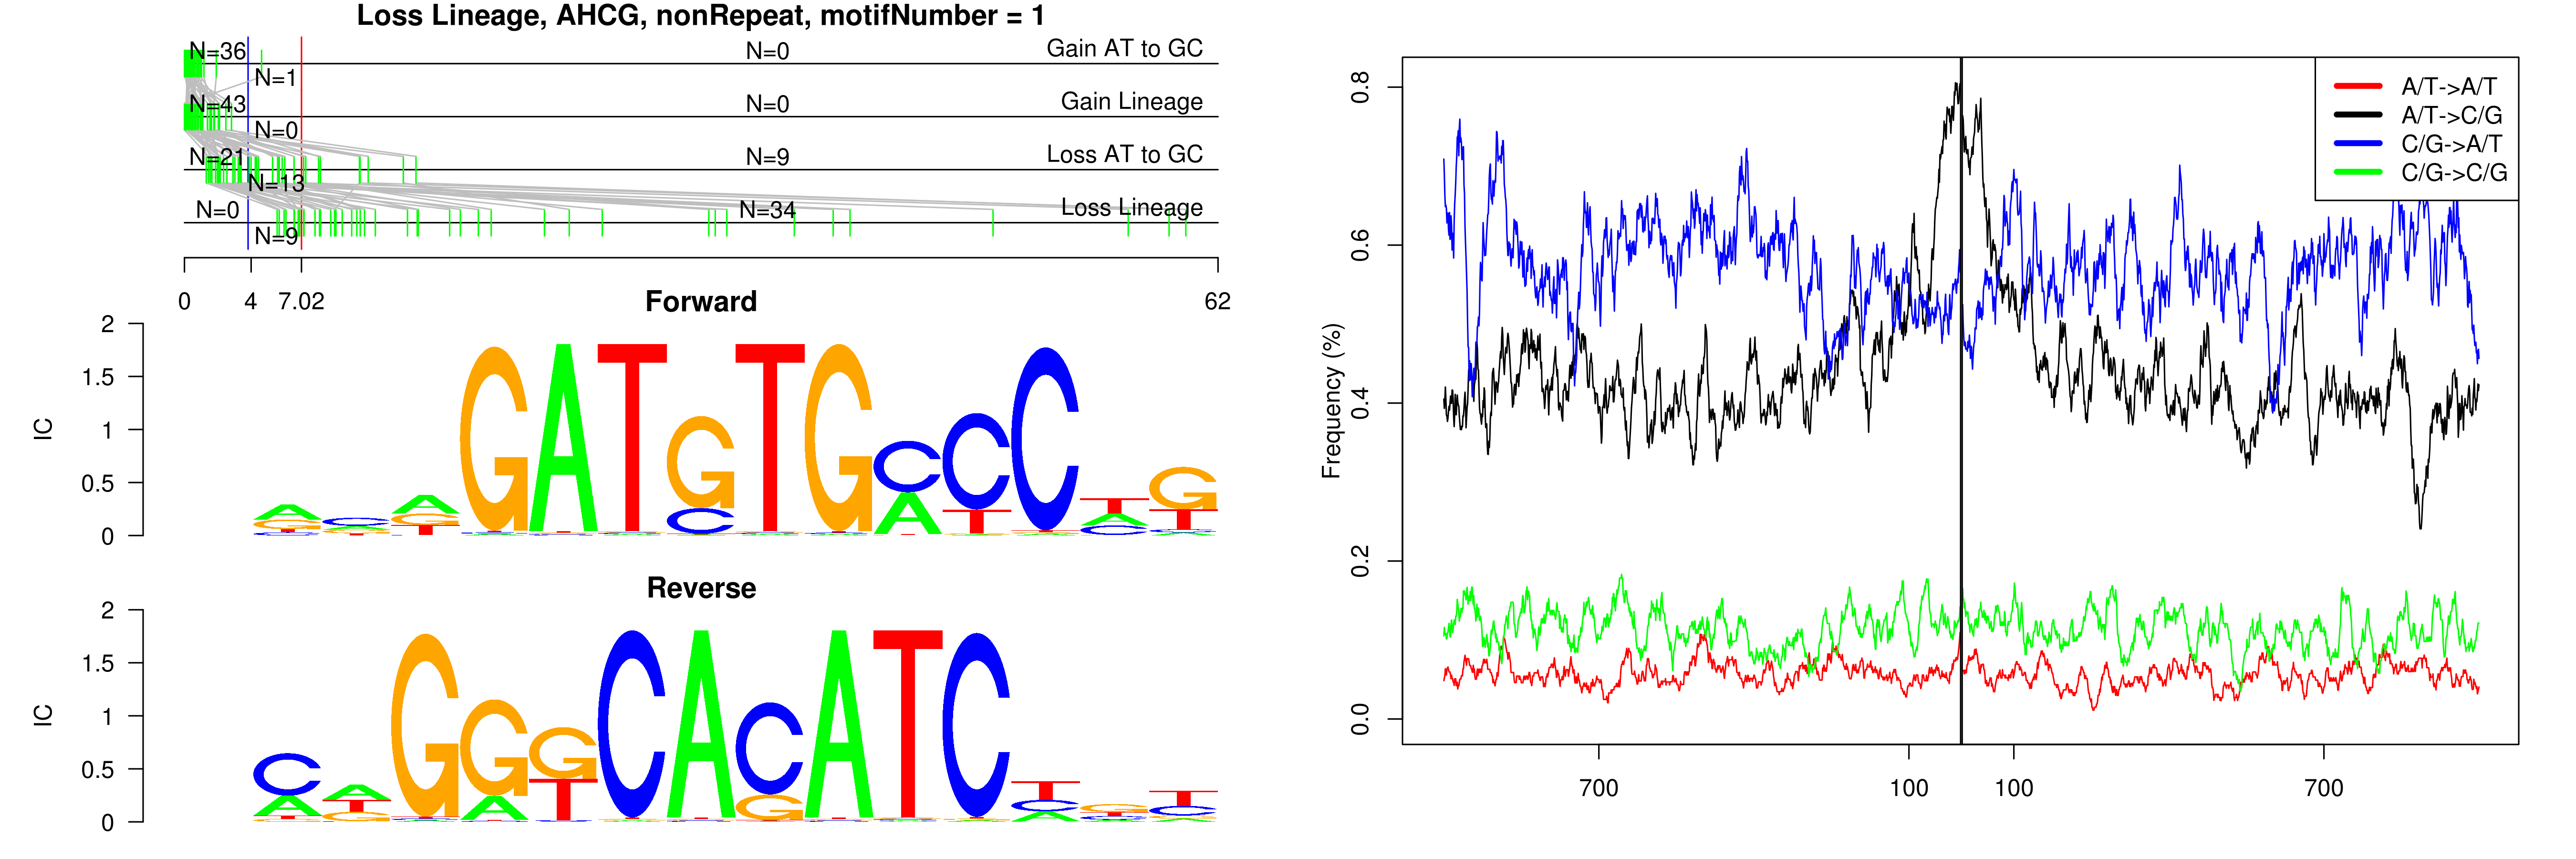 Loss Lineage, AHCG, nonRepeat, motifNumber = 1
N=36 N=0 Gain AT to GC
N=1
N=43 N=0 Gain Lineage
N=0
N=21 N=9 Loss AT to GC
N=13
N=0 N=34 Loss Lineage
N=9
0 4 7.02 62
Forward
IC
2
1.5
1
0.5
0
GATGTGCCC
Reverse
IC
2
1.5
1
0.5
0
GGGCACATC
Frequency (%)
0.8
0.6
0.4
0.2
0.0
700 100 100 700
A/T->A/T
A/T->C/G
C/G->A/T
C/G->C/G